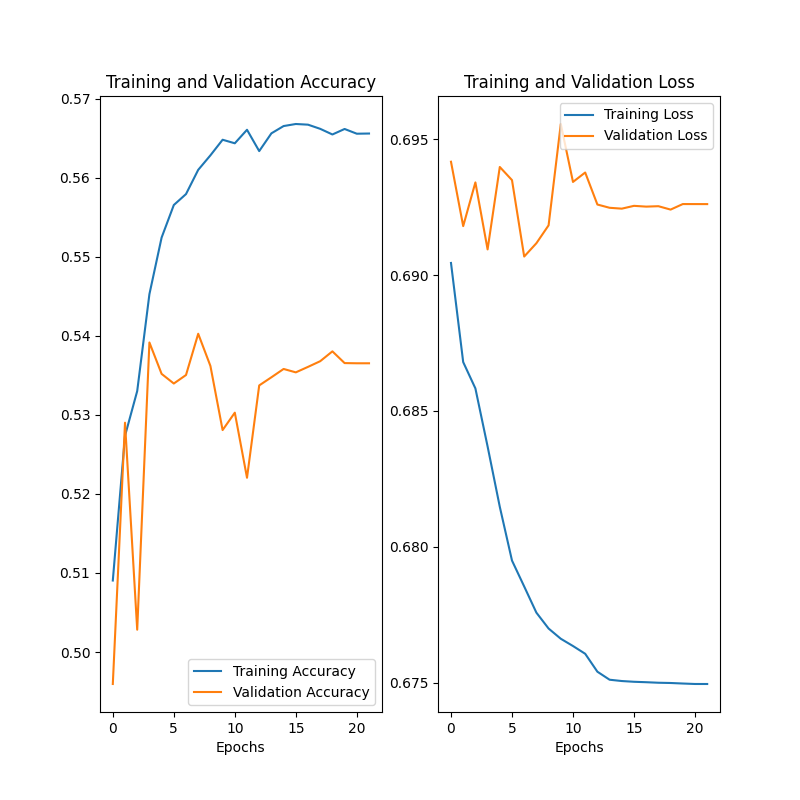 Training and Validation Accuracy
0.57
0.56
0.55
0.54
0.53
0.52
0.51
0.50
0 5 10 15 20
Epochs
Training Accuracy
Validation Accuracy
Training and Validation Loss
0.695
0.690
0.685
0.680
0.675
0 5 10 15 20
Epochs
Training Loss
Validation Loss